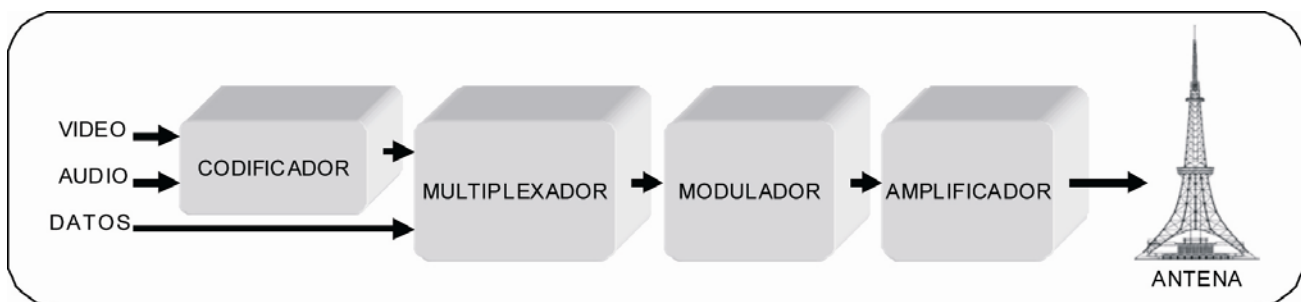 VIDEO
AUDIO
DATOS
CODIFICADOR
MULTIPLEXADOR
MODULADOR
AMPLIFICADOR
ANTENA